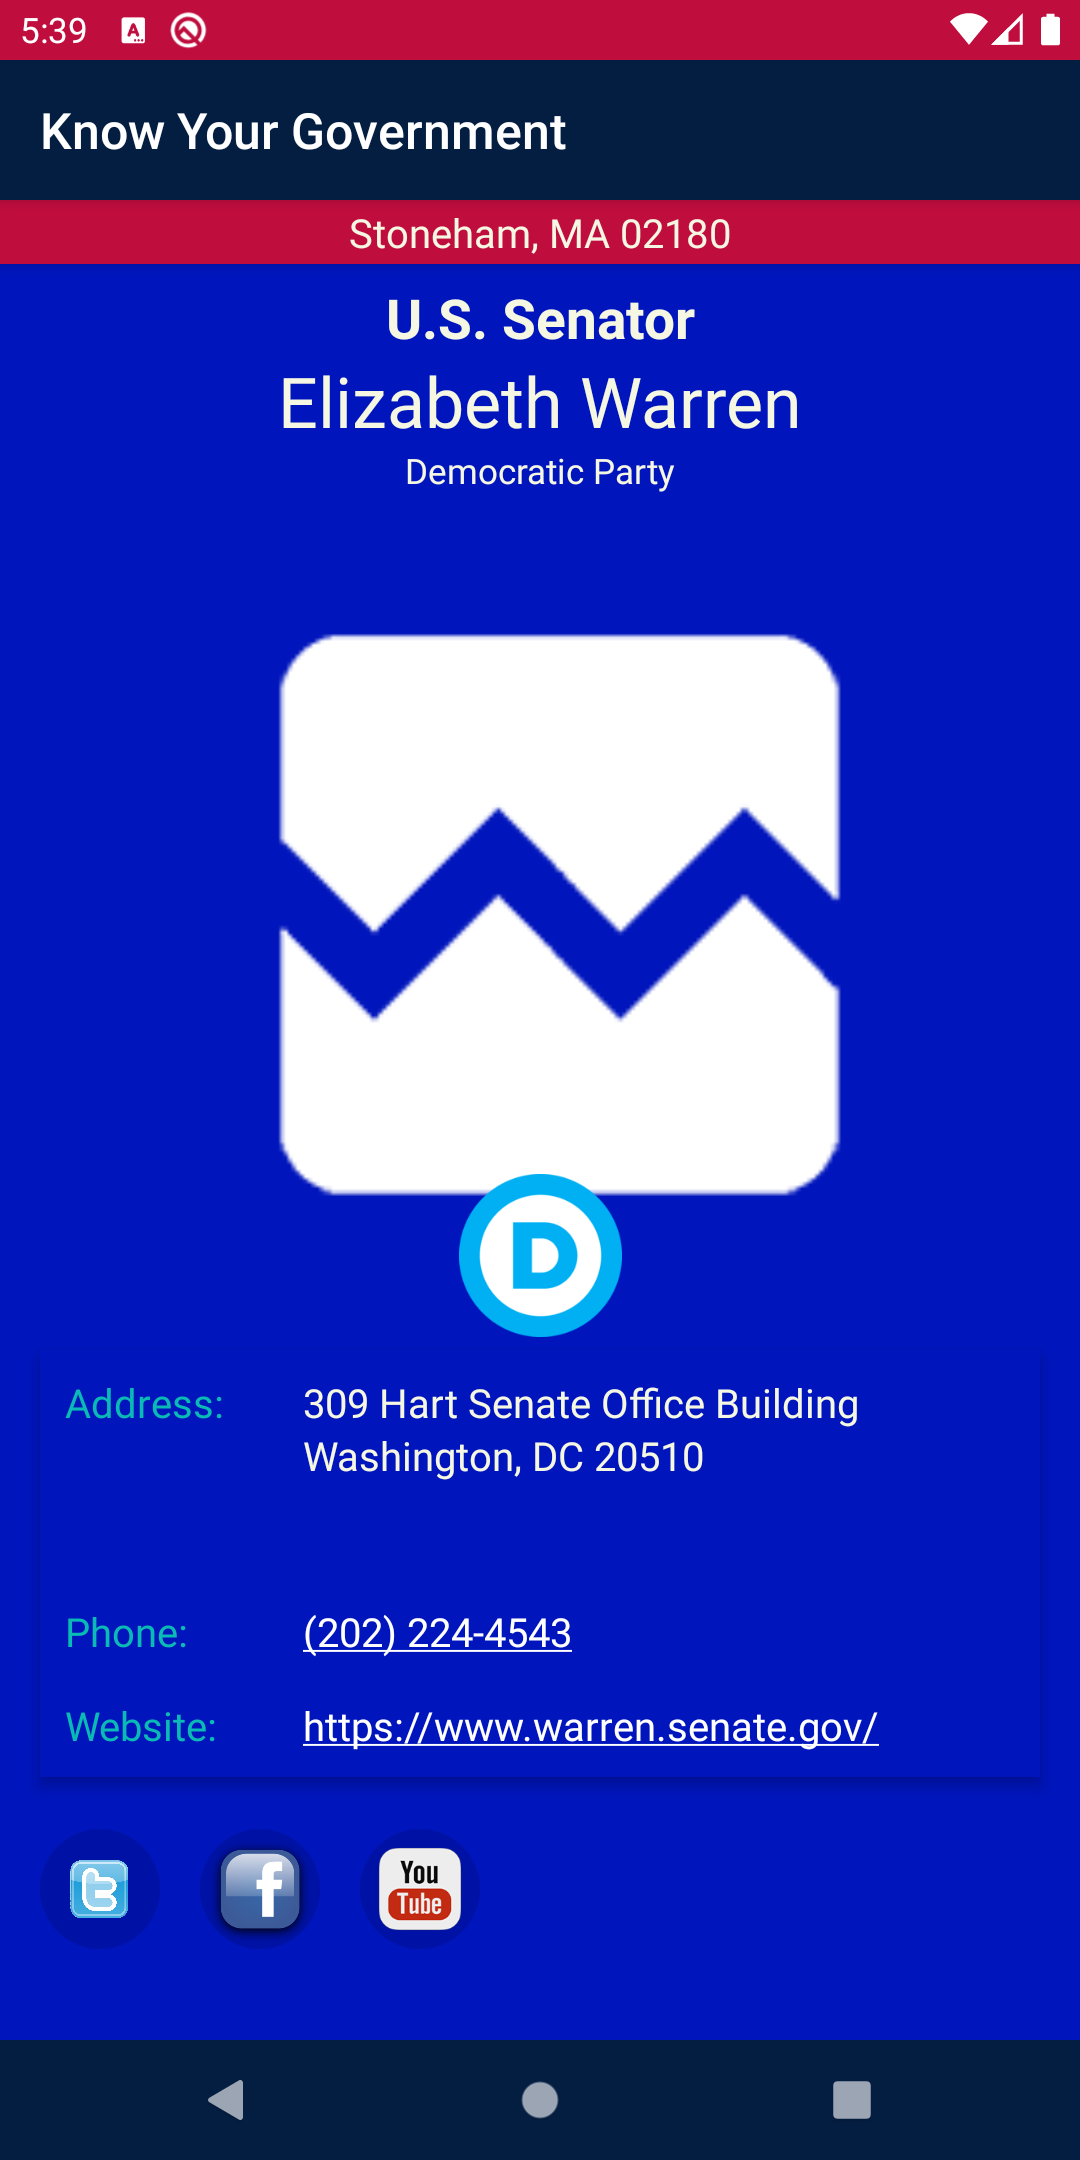 5:39
Know Your Government
Stoneham, MA 02180
U.S. Senator
Elizabeth Warren
Democratic Party
D
Address: 309 Hart Senate Office Building
Washington, DC 20510
Phone: (202) 224-4543
Website: https://www.warren.senate.gov/
You
Tube